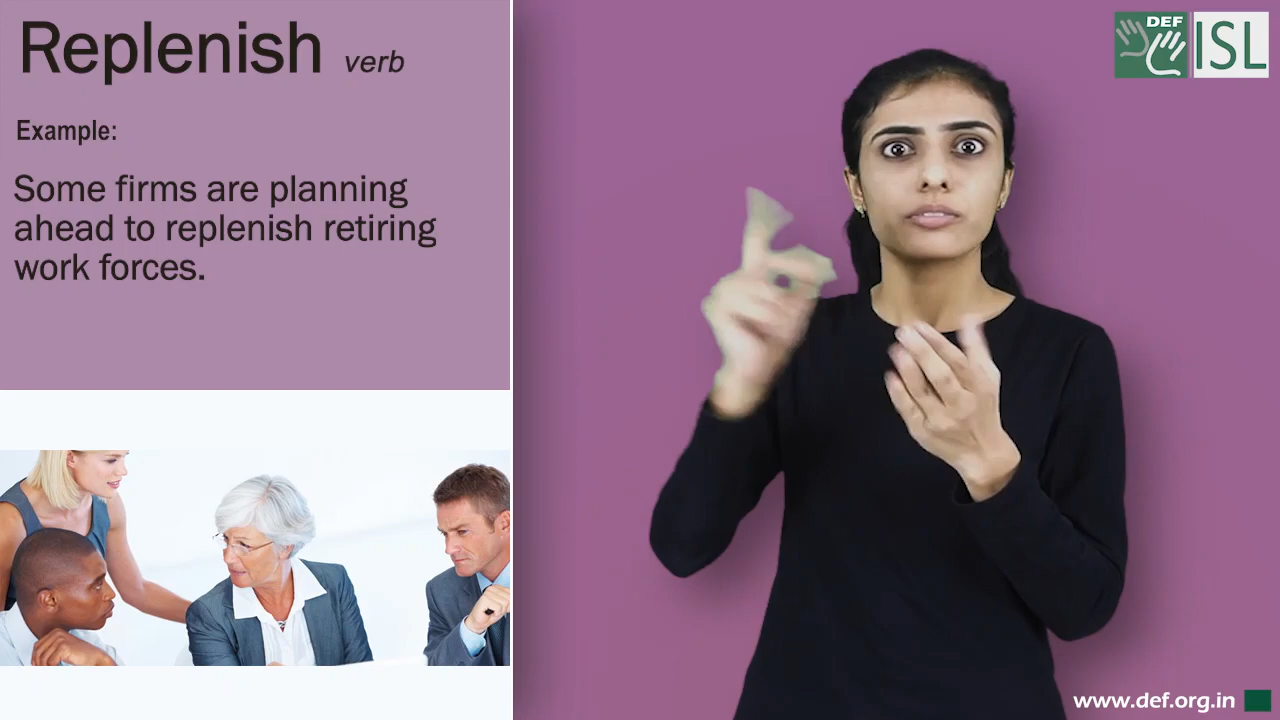 Replenish verb
Example:
Some firms are planning
ahead to replenish retiring
work forces.
DEF
ISL
www.def.org.in